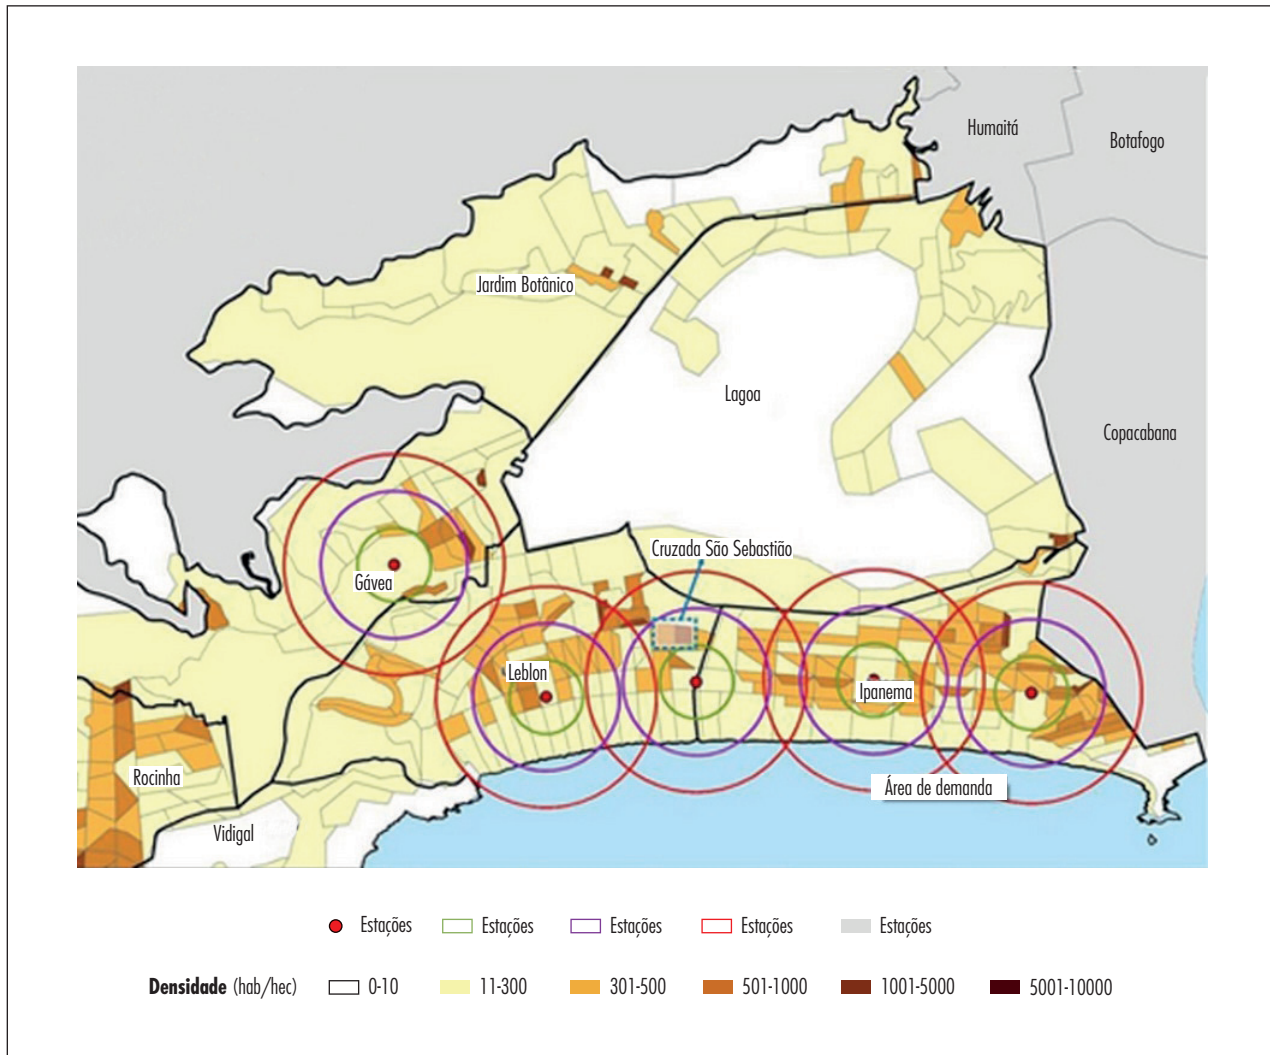 Humaitá
Botafogo
Jardim Botânico
Lagoa
Copacabana
Cruzada São Sebastião
Gávea
Leblon
Ipanema
Rocinha
Área de demanda
Vidigal
Estações Estações Estações Estações Estações
Densidade (hab/hec) 0-10 11-300 301-500 501-1000 1001-5000 5001-10000